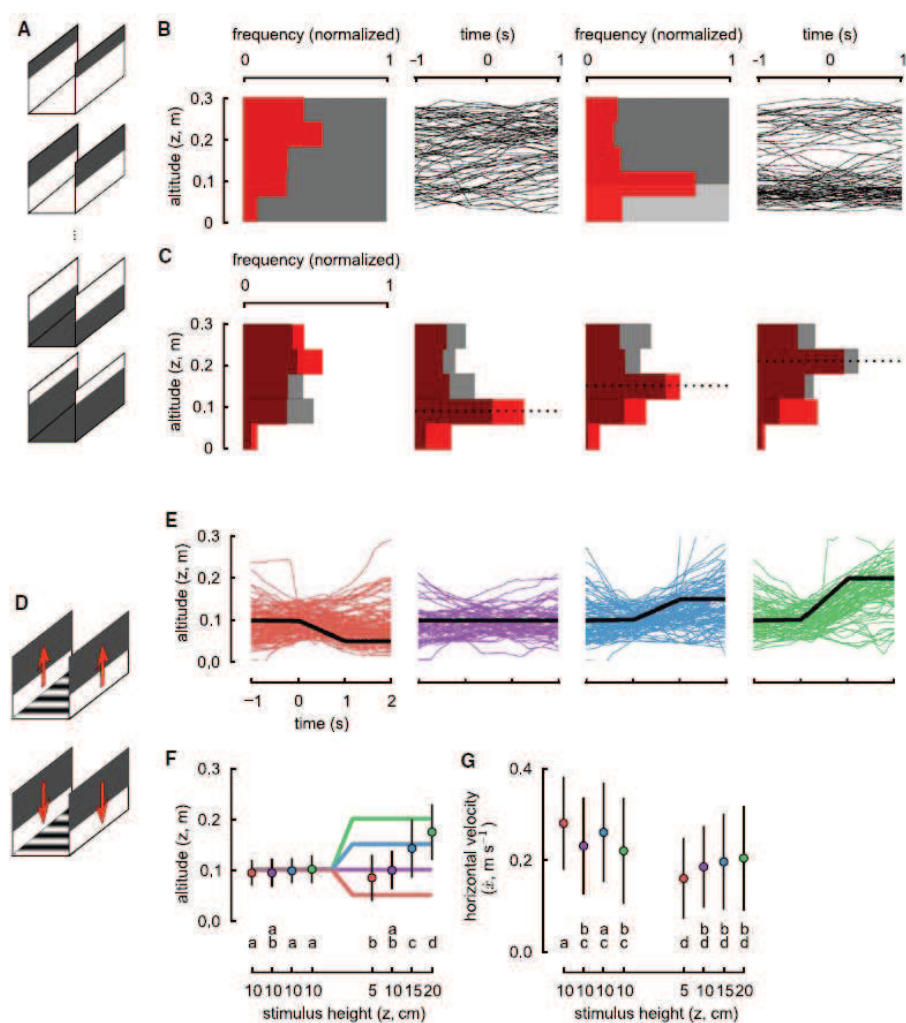 A
B
frequency (normalized)
time (s)
frequency (normalized)
time (s)
0 1
-1 0 1
0 1
-1 0 1
altitude (z, m)
0.3
0.2
0.1
0
C
frequency (normalized)
0 1
altitude (z, m)
0.3
0.2
0.1
0
D
E
altitude (z, m)
0.3
0.2
0.1
0,0
-1 0 1 2
time (s)
F
altitude (z, m)
0.3
0.2
0.1
0,0
a a
a b a a b b c d
10 10 10 10 5 10 15 20
stimulus height (z, cm)
G
horizontal velocity
(ẋ, m s⁻¹)
0.4
0.2
0.0
b b b b
a c a c d d d d
10 10 10 10 5 10 15 20
stimulus height (z, cm)